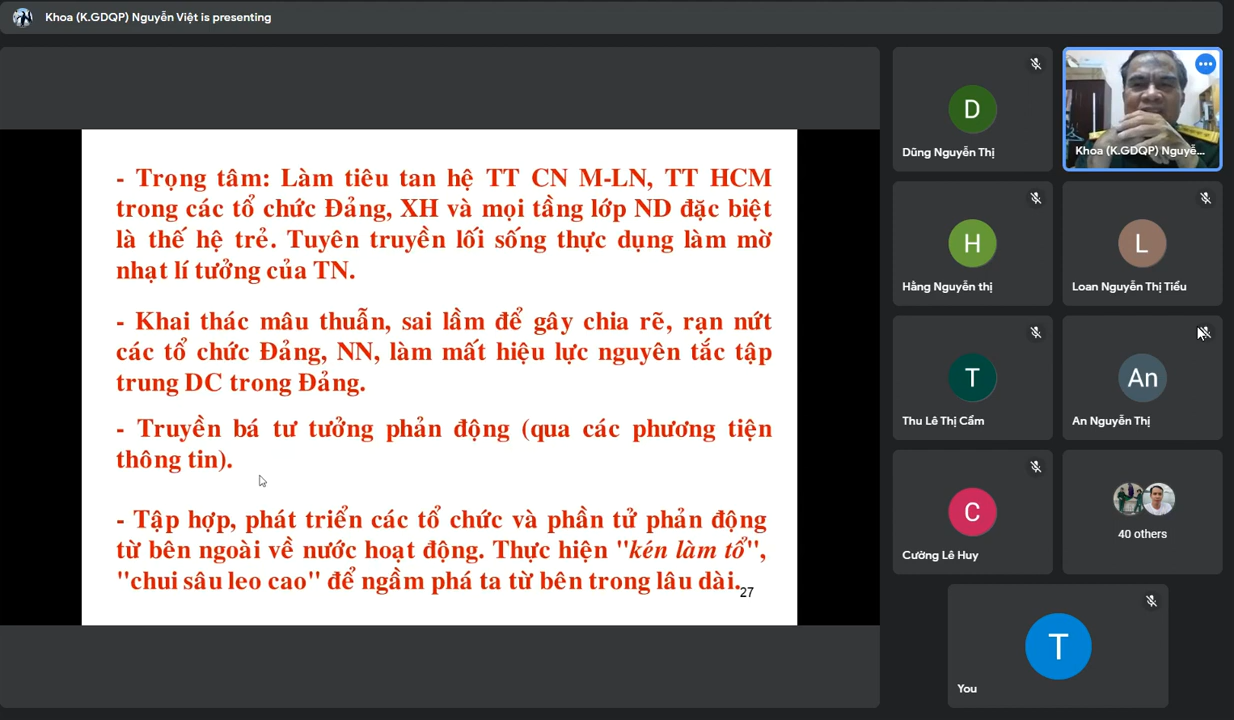 Khoa (K.GDQP) Nguyễn Việt is presenting
- Trọng tâm: Làm tiêu tan hệ TT CN M-LN, TT HCM
trong các tổ chức Đảng, XH và mọi tầng lớp ND đặc biệt
là thế hệ trẻ. Tuyên truyền lối sống thực dụng làm mờ
nhạt lí tưởng của TN.
- Khai thác mâu thuẫn, sai lầm để gây chia rẽ, rạn nứt
các tổ chức Đảng, NN, làm mất hiệu lực nguyên tắc tập
trung DC trong Đảng.
- Truyền bá tư tưởng phản động (qua các phương tiện
thông tin).
- Tập hợp, phát triển các tổ chức và phần tử phản động
từ bên ngoài về nước hoạt động. Thực hiện "kén làm tổ",
"chui sâu leo cao" để ngầm phá ta từ bên trong lâu dài.
27
D
Dũng Nguyễn Thị
Khoa (K.GDQP) Nguyễ...
H
Hằng Nguyễn thị
L
Loan Nguyễn Thị Tiểu
T
Thu Lê Thị Cẩm
An
An Nguyễn Thị
C
Cường Lê Huy
40 others
T
You